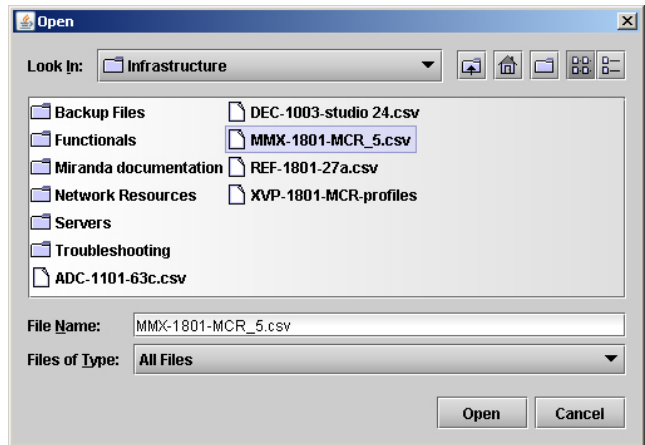 Open
Look In: Infrastructure
Backup Files
Functionals
Miranda documentation
Network Resources
Servers
Troubleshooting
ADC-1101-63c.csv
DEC-1003-studio 24.csv
MMX-1801-MCR_5.csv
REF-1801-27a.csv
XVP-1801-MCR-profiles
File Name: MMX-1801-MCR_5.csv
Files of Type: All Files
Open Cancel